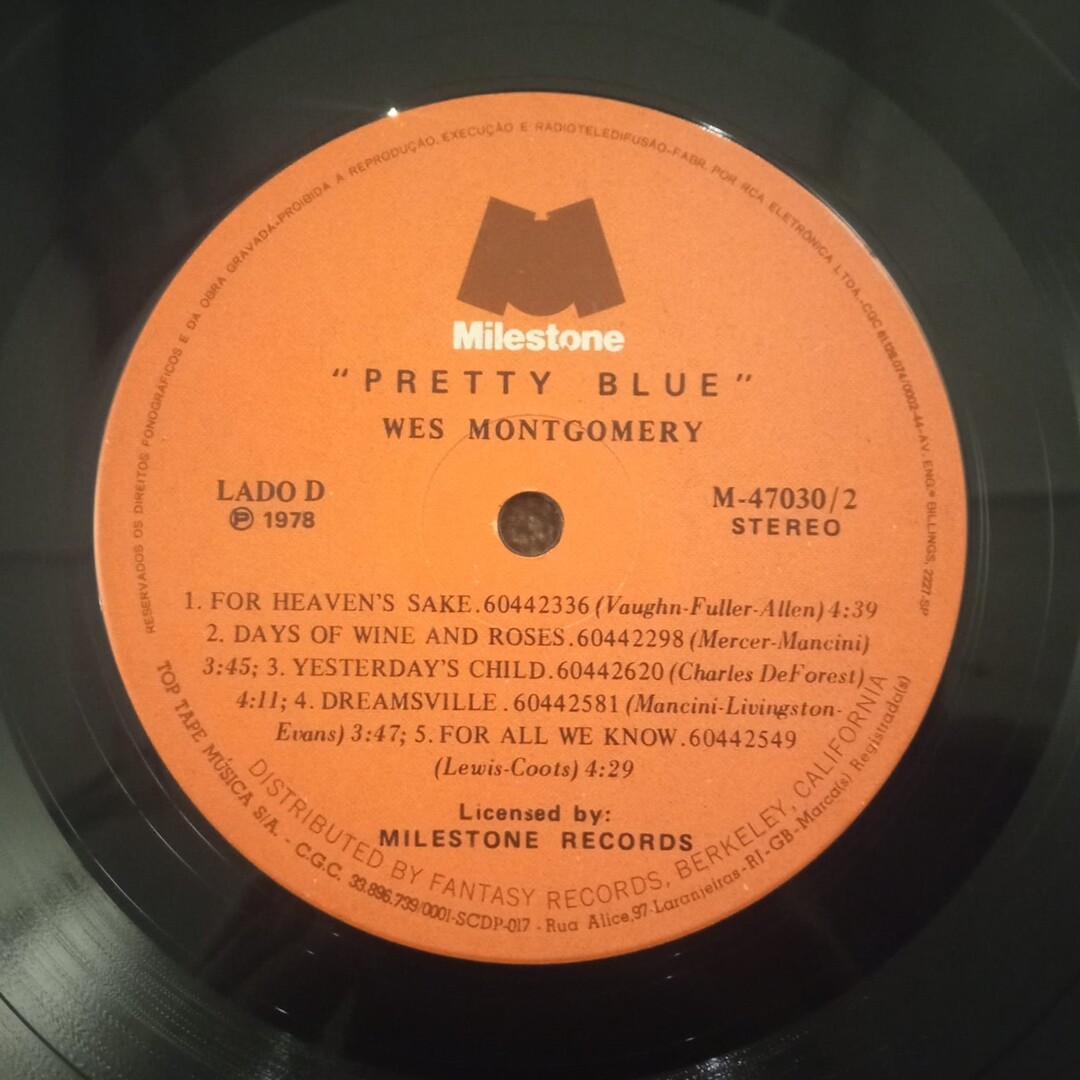 RESERVADOS OS DIREITOS FONOGRÁFICOS E DA OBRA GRAVADA-PROIBIDA A REPRODUÇÃO, EXECUÇÃO E RADIOTELEDIFUSÃO-FABR. POR RCA ELETRÔNICA LTDA.-CGC 61.128.074/0002-44-AV. ENG.º BILLINGS, 2227-SP
Milestone
"PRETTY BLUE"
WES MONTGOMERY
LADO D
℗ 1978
M-47030/2
STEREO
1. FOR HEAVEN'S SAKE.60442336 (Vaughn-Fuller-Allen) 4:39
2. DAYS OF WINE AND ROSES.60442298 (Mercer-Mancini)
3:45; 3. YESTERDAY'S CHILD.60442620 (Charles DeForest)
4:11; 4. DREAMSVILLE.60442581 (Mancini-Livingston-
Evans) 3:47; 5. FOR ALL WE KNOW.60442549
(Lewis-Coots) 4:29
Licensed by:
MILESTONE RECORDS
DISTRIBUTED BY FANTASY RECORDS, BERKELEY, CALIFORNIA
TOP TAPE MÚSICA S/A. - C.G.C. 33.896.739/0001-SCDP-017 - Rua Alice,97-Laranjeiras-RJ-GB-Marca(s) Registrada(s)